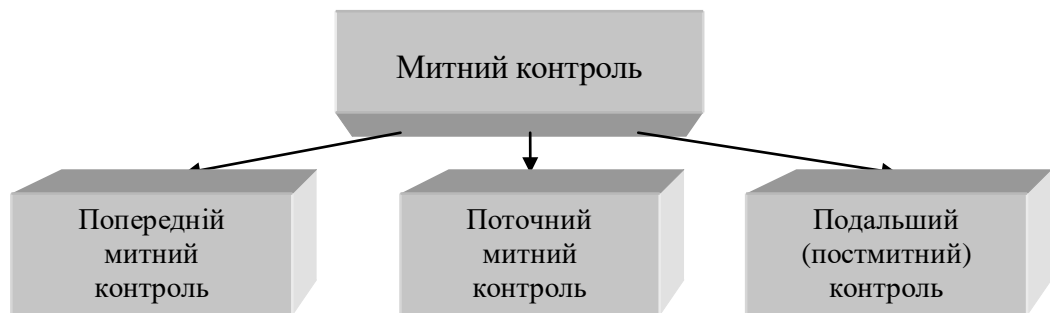 Митний контроль
Попередній
митний
контроль
Поточний
митний
контроль
Подальший
(постмитний)
контроль